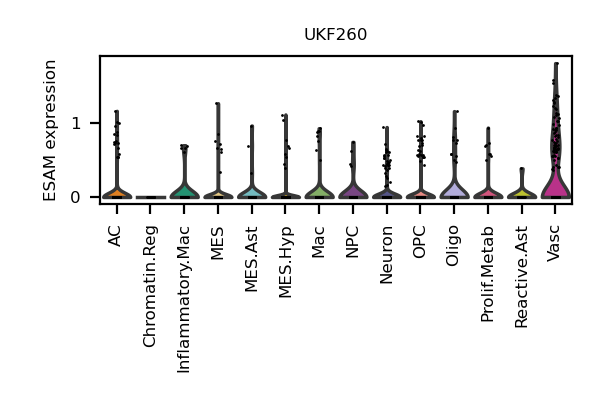 UKF260
ESAM expression
1
0
AC
Chromatin.Reg
Inflammatory.Mac
MES
MES.Ast
MES.Hyp
Mac
NPC
Neuron
OPC
Oligo
Prolif.Metab
Reactive.Ast
Vasc